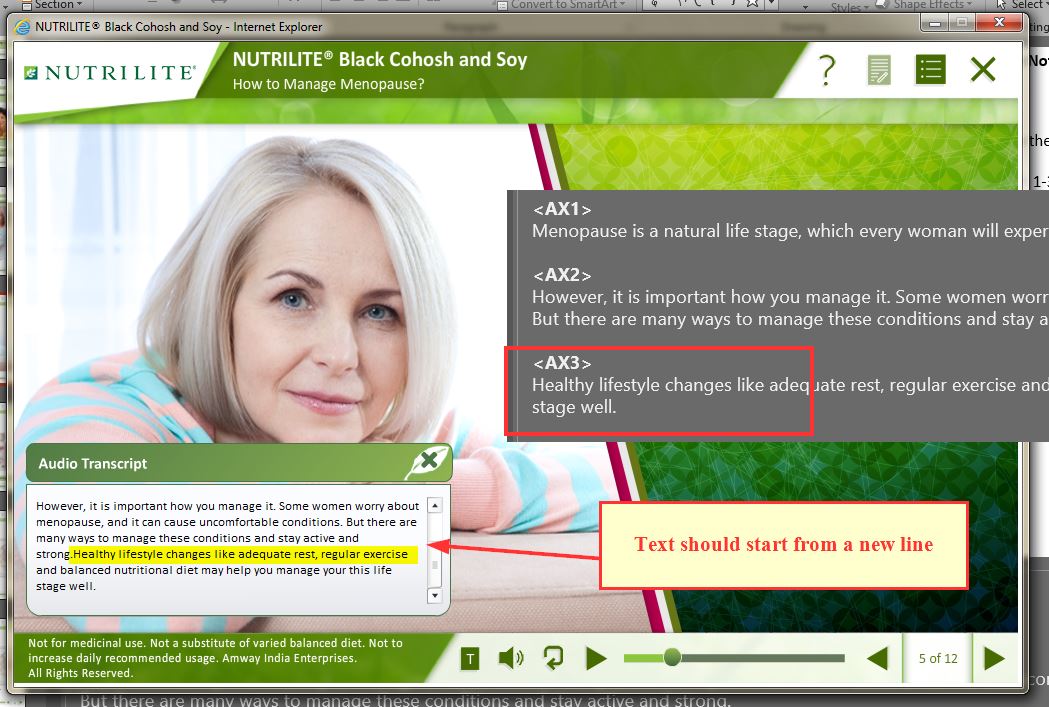 Section
Convert to SmartArt
Styles
Shape Effects
Select
NUTRILITE® Black Cohosh and Soy - Internet Explorer
NUTRILITE®
NUTRILITE® Black Cohosh and Soy
How to Manage Menopause?
?
<AX1>
Menopause is a natural life stage, which every woman will exper
<AX2>
However, it is important how you manage it. Some women worr
But there are many ways to manage these conditions and stay a
<AX3>
Healthy lifestyle changes like adequate rest, regular exercise and
stage well.
Audio Transcript
However, it is important how you manage it. Some women worry about
menopause, and it can cause uncomfortable conditions. But there are
many ways to manage these conditions and stay active and
strong.Healthy lifestyle changes like adequate rest, regular exercise
and balanced nutritional diet may help you manage your this life
stage well.
Text should start from a new line
Not for medicinal use. Not a substitute of varied balanced diet. Not to
increase daily recommended usage. Amway India Enterprises.
All Rights Reserved.
T
5 of 12
But there are many ways to manage these conditions and stay active and strong.